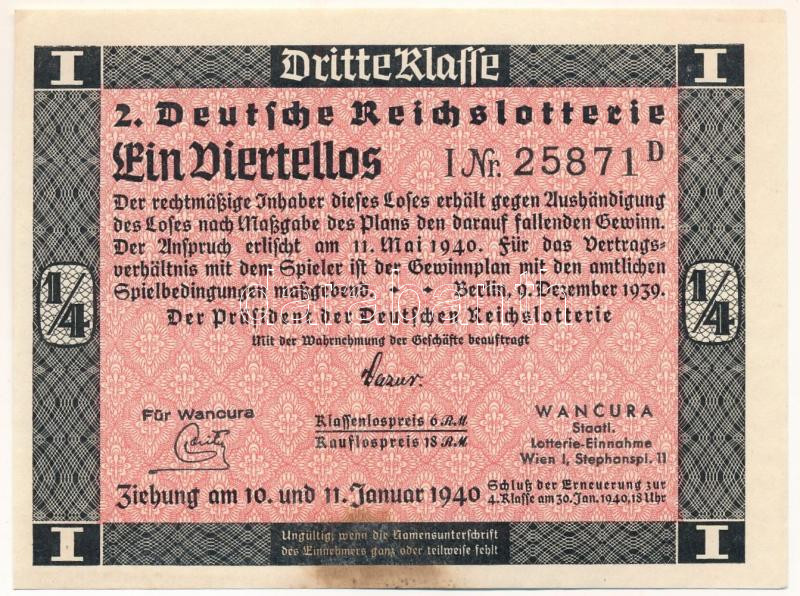 I Dritte Klasse I
2. Deutsche Reichslotterie
Ein Viertellos I Nr. 25871 D
Der rechtmäßige Inhaber dieses Loses erhält gegen Aushändigung
des Loses nach Maßgabe des Plans den darauf fallenden Gewinn.
Der Anspruch erlischt am 11. Mai 1940. Für das Vertrags-
verhältnis mit dem Spieler ist der Gewinnplan mit den amtlichen
Spielbedingungen maßgebend. Berlin, 9. Dezember 1939.
1/4 1/4
Der Präsident der Deutschen Reichslotterie
Mit der Wahrnehmung der Geschäfte beauftragt
Für Wancura
Klassenlospreis 6 R.M
Kauflospreis 18 R.M
WANCURA
Staatl.
Lotterie-Einnahme
Wien I, Stephanspl. 11
Ziehung am 10. und 11. Januar 1940
Schluß der Erneuerung zur
4. Klasse am 30. Jan. 1940, 18 Uhr
I I
Ungültig, wenn die Namensunterschrift
des Einnehmers ganz oder teilweise fehlt